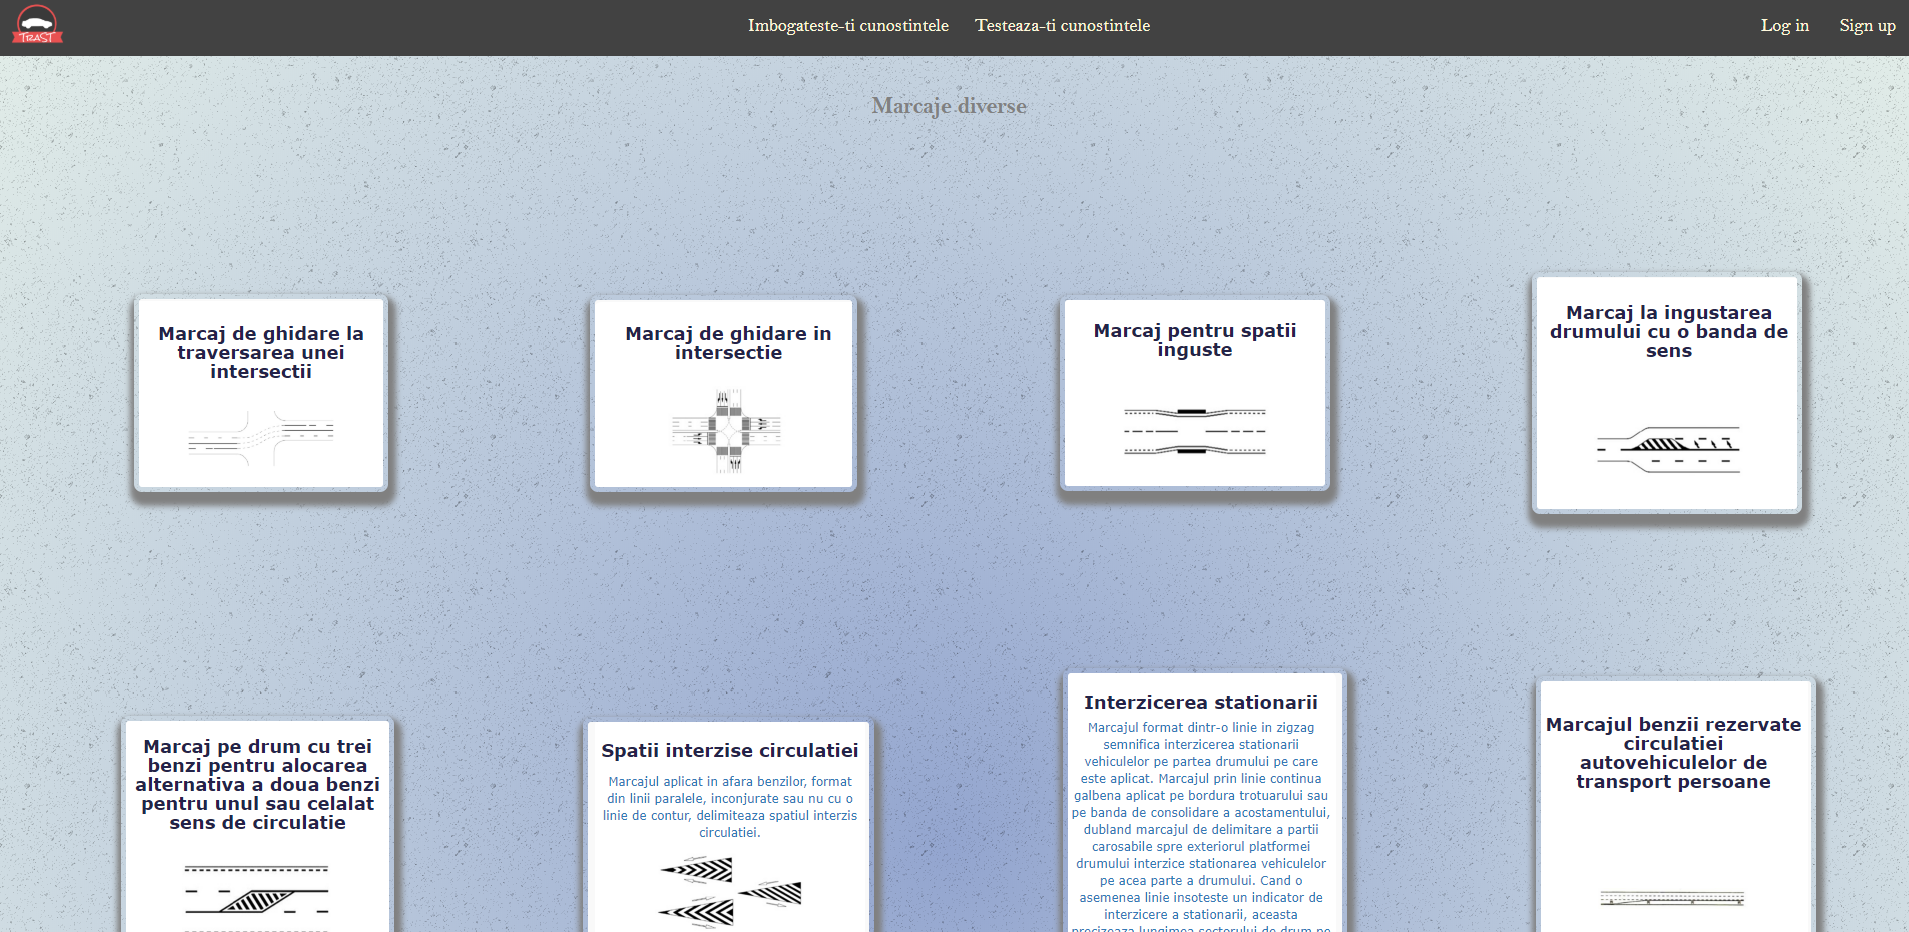 TRAST
Imbogateste-ti cunostintele
Testeaza-ti cunostintele
Log in
Sign up
Marcaje diverse
Marcaj de ghidare la
traversarea unei
intersectii
Marcaj de ghidare in
intersectie
Marcaj pentru spatii
inguste
Marcaj la ingustarea
drumului cu o banda de
sens
Marcaj pe drum cu trei
benzi pentru alocarea
alternativa a doua benzi
pentru unul sau celalat
sens de circulatie
Spatii interzise circulatiei
Marcajul aplicat in afara benzilor, format
din linii paralele, inconjurate sau nu cu o
linie de contur, delimiteaza spatiul interzis
circulatiei.
Interzicerea stationarii
Marcajul format dintr-o linie in zigzag
semnifica interzicerea stationarii
vehiculelor pe partea drumului pe care
este aplicat. Marcajul prin linie continua
galbena aplicat pe bordura trotuarului sau
pe banda de consolidare a acostamentului,
dubland marcajul de delimitare a partii
carosabile spre exteriorul platformei
drumului interzice stationarea vehiculelor
pe acea parte a drumului. Cand o
asemenea linie insoteste un indicator de
interzicere a stationarii, aceasta
precizeaza lungimea sectorului de drum pe
Marcajul benzii rezervate
circulatiei
autovehiculelor de
transport persoane